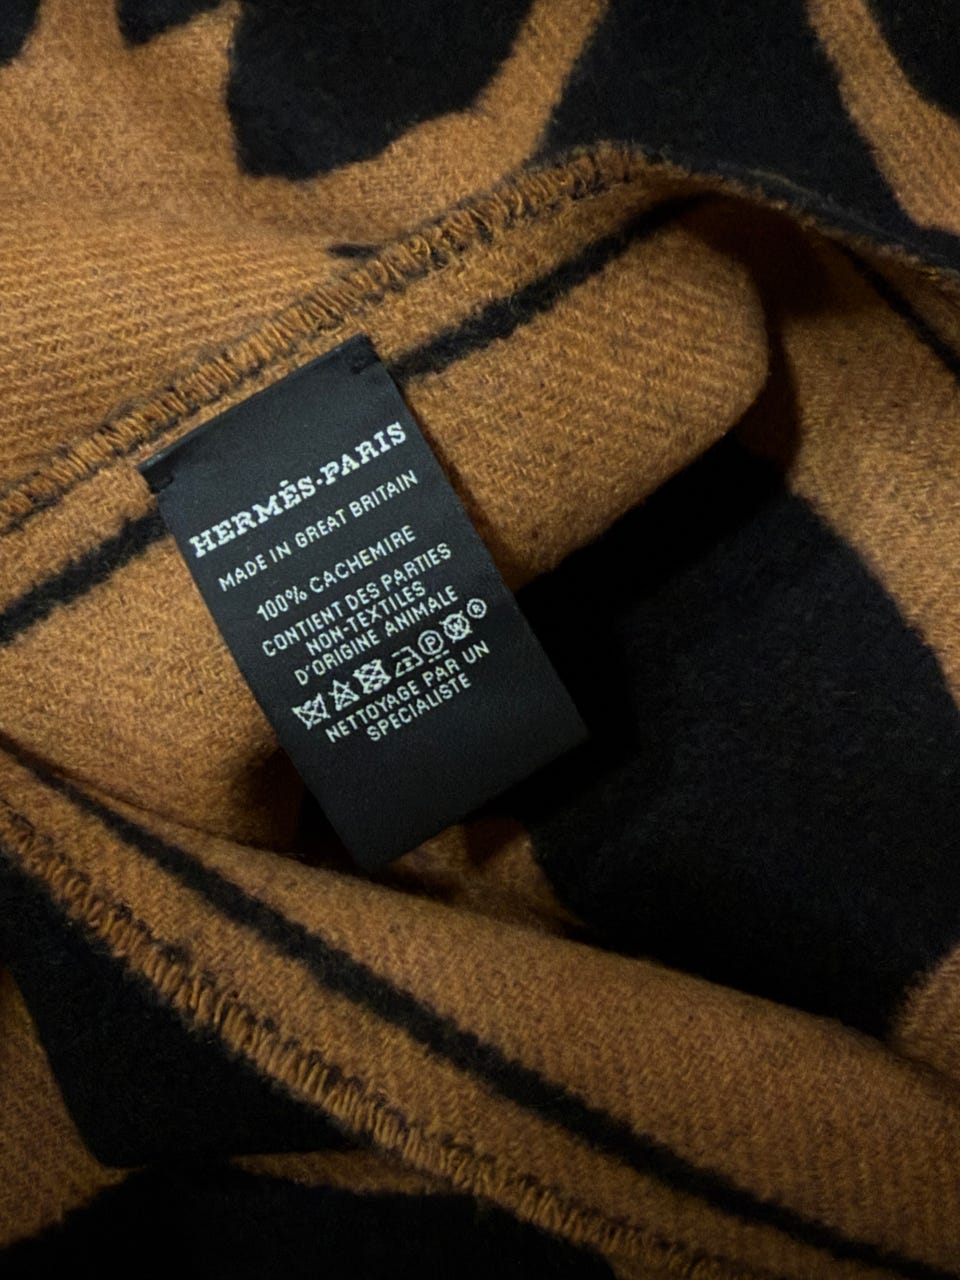 HERMÈS-PARIS
MADE IN GREAT BRITAIN
100% CACHEMIRE
CONTIENT DES PARTIES
NON-TEXTILES
D'ORIGINE ANIMALE
P W R
NETTOYAGE PAR UN
SPECIALISTE